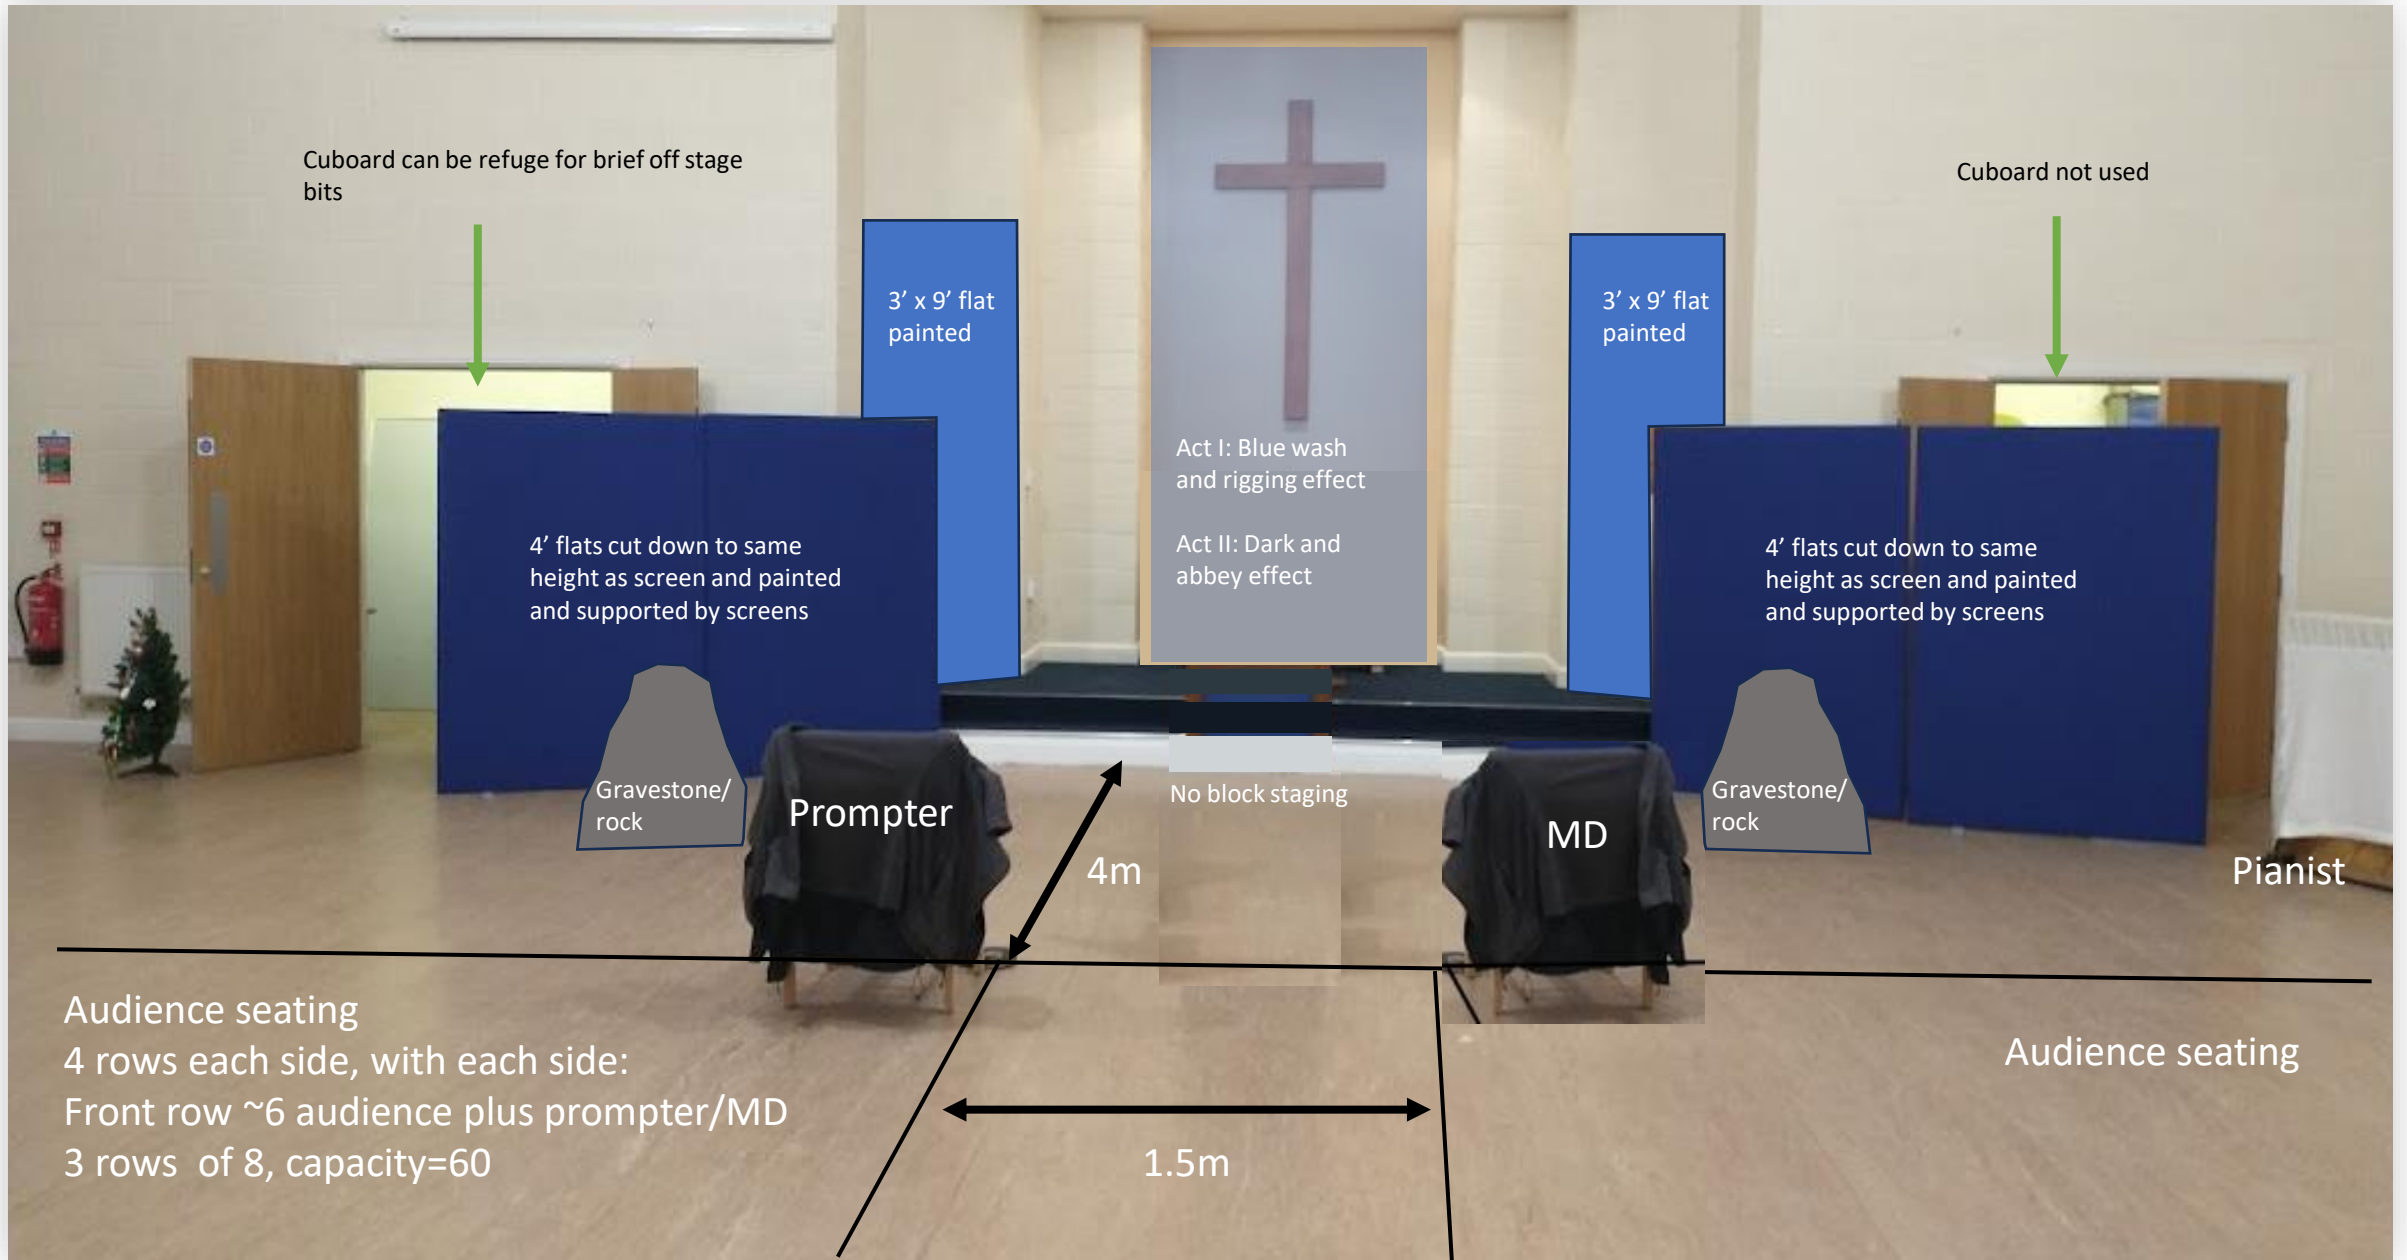 Cuboard can be refuge for brief off stage
bits
Cuboard not used
3’ x 9’ flat
painted
3’ x 9’ flat
painted
Act I: Blue wash
and rigging effect
Act II: Dark and
abbey effect
4’ flats cut down to same
height as screen and painted
and supported by screens
4’ flats cut down to same
height as screen and painted
and supported by screens
Gravestone/
rock
Prompter
No block staging
MD
Gravestone/
rock
4m
Pianist
Audience seating
4 rows each side, with each side:
Front row ~6 audience plus prompter/MD
3 rows  of 8, capacity=60
Audience seating
1.5m